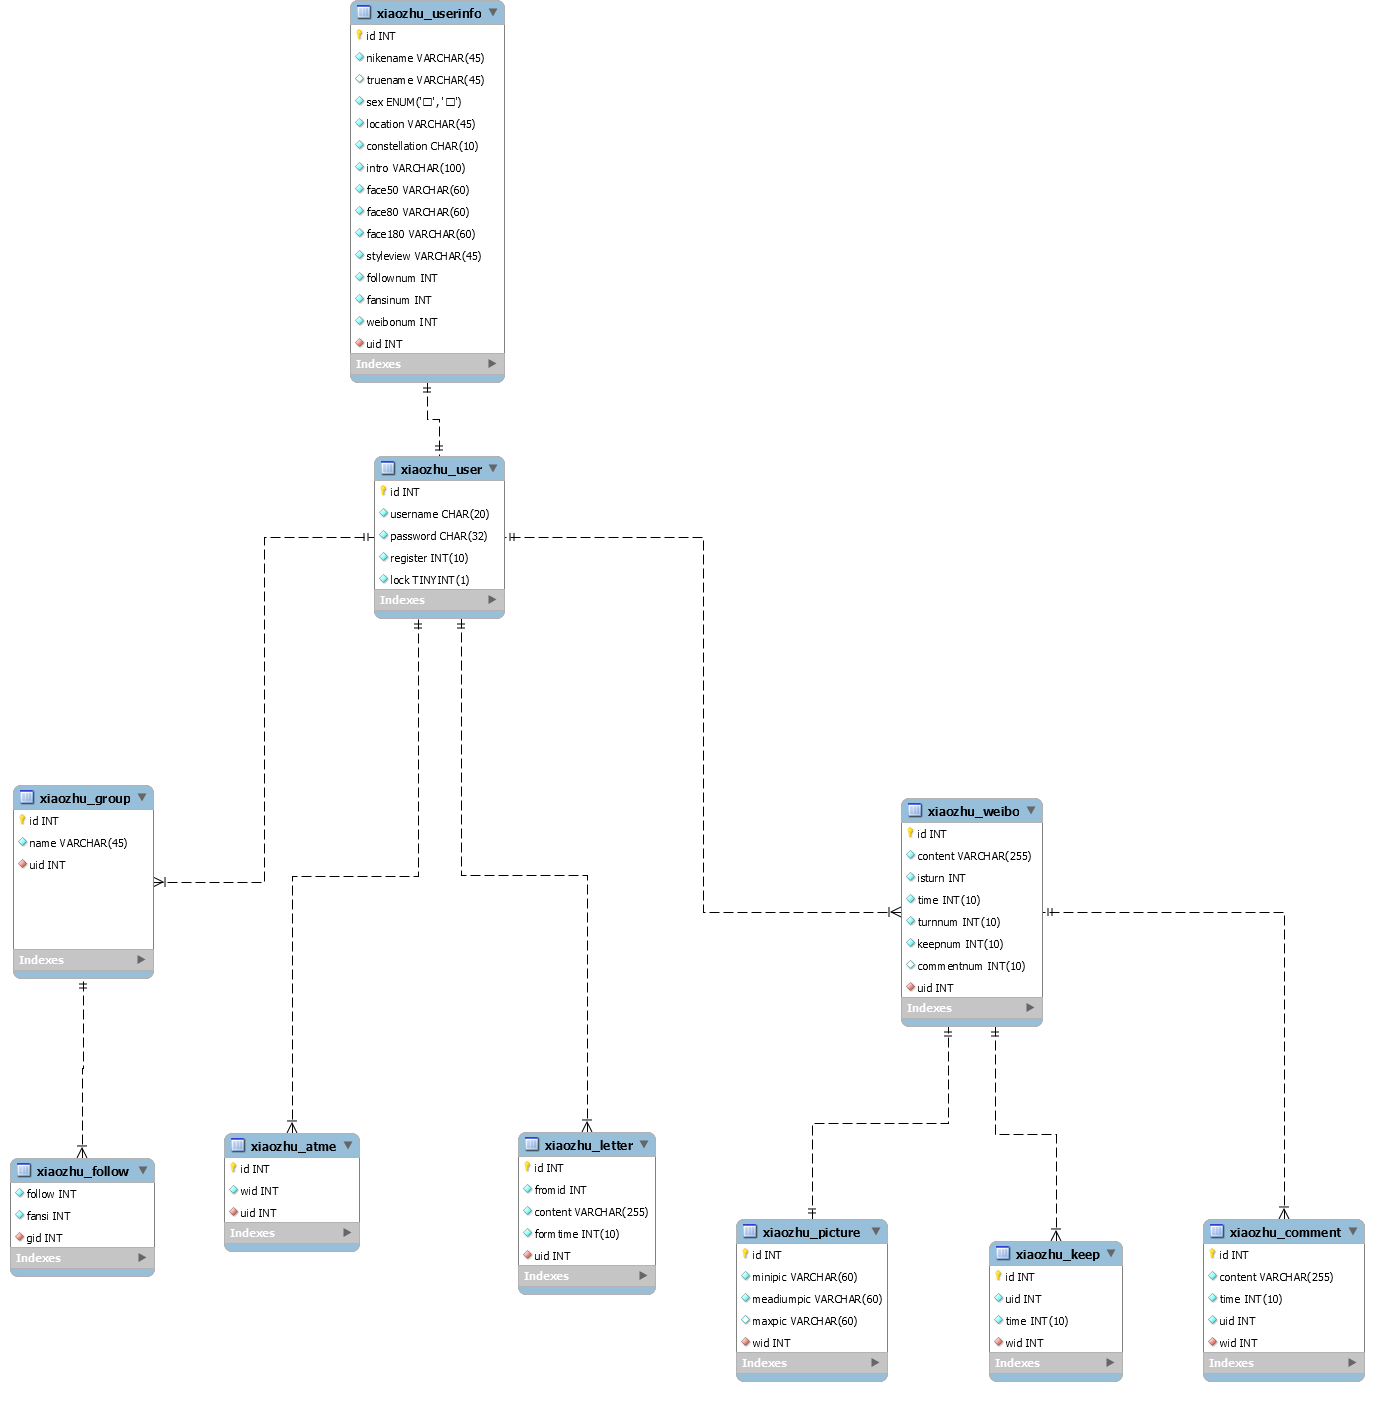 xiaozhu_userinfo
id INT
nikename VARCHAR(45)
truename VARCHAR(45)
sex ENUM('□', '□')
location VARCHAR(45)
constellation CHAR(10)
intro VARCHAR(100)
face50 VARCHAR(60)
face80 VARCHAR(60)
face180 VARCHAR(60)
styleview VARCHAR(45)
follownum INT
fansinum INT
weibonum INT
uid INT
Indexes
xiaozhu_user
id INT
username CHAR(20)
password CHAR(32)
register INT(10)
lock TINYINT(1)
Indexes
xiaozhu_group
id INT
name VARCHAR(45)
uid INT
Indexes
xiaozhu_weibo
id INT
content VARCHAR(255)
isturn INT
time INT(10)
turnnum INT(10)
keepnum INT(10)
commentnum INT(10)
uid INT
Indexes
xiaozhu_follow
follow INT
fansi INT
gid INT
Indexes
xiaozhu_atme
id INT
wid INT
uid INT
Indexes
xiaozhu_letter
id INT
fromid INT
content VARCHAR(255)
formtime INT(10)
uid INT
Indexes
xiaozhu_picture
id INT
minipic VARCHAR(60)
meadiumpic VARCHAR(60)
maxpic VARCHAR(60)
wid INT
Indexes
xiaozhu_keep
id INT
uid INT
time INT(10)
wid INT
Indexes
xiaozhu_comment
id INT
content VARCHAR(255)
time INT(10)
uid INT
wid INT
Indexes